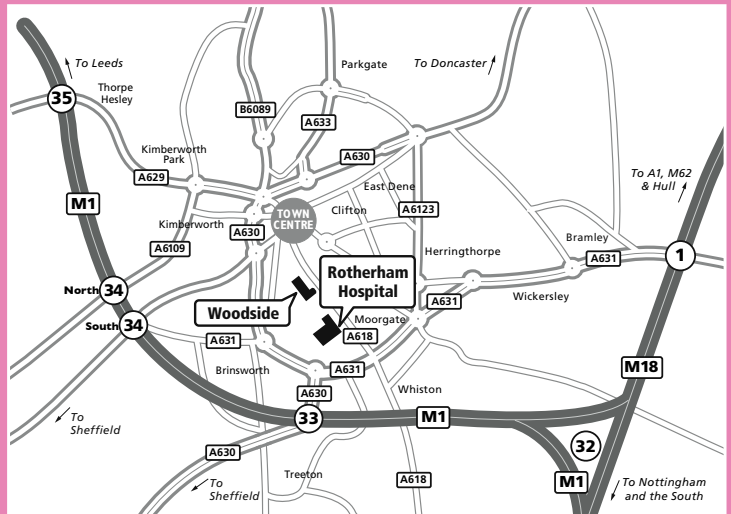 To Leeds
Parkgate
To Doncaster
35
Thorpe
Hesley
B6089
A633
Kimberworth
Park
A630
A629
East Dene
To A1, M62
& Hull
M1
TOWN
CENTRE
Clifton
A6123
Kimberworth
A630
A6109
Herringthorpe
Bramley
A631
1
Rotherham
Hospital
North
34
Woodside
A631
Wickersley
South
34
Moorgate
A618
A631
Brinsworth
A631
M18
A630
Whiston
To
Sheffield
33
M1
32
A630
Treeton
To
Sheffield
A618
M1
To Nottingham
and the South